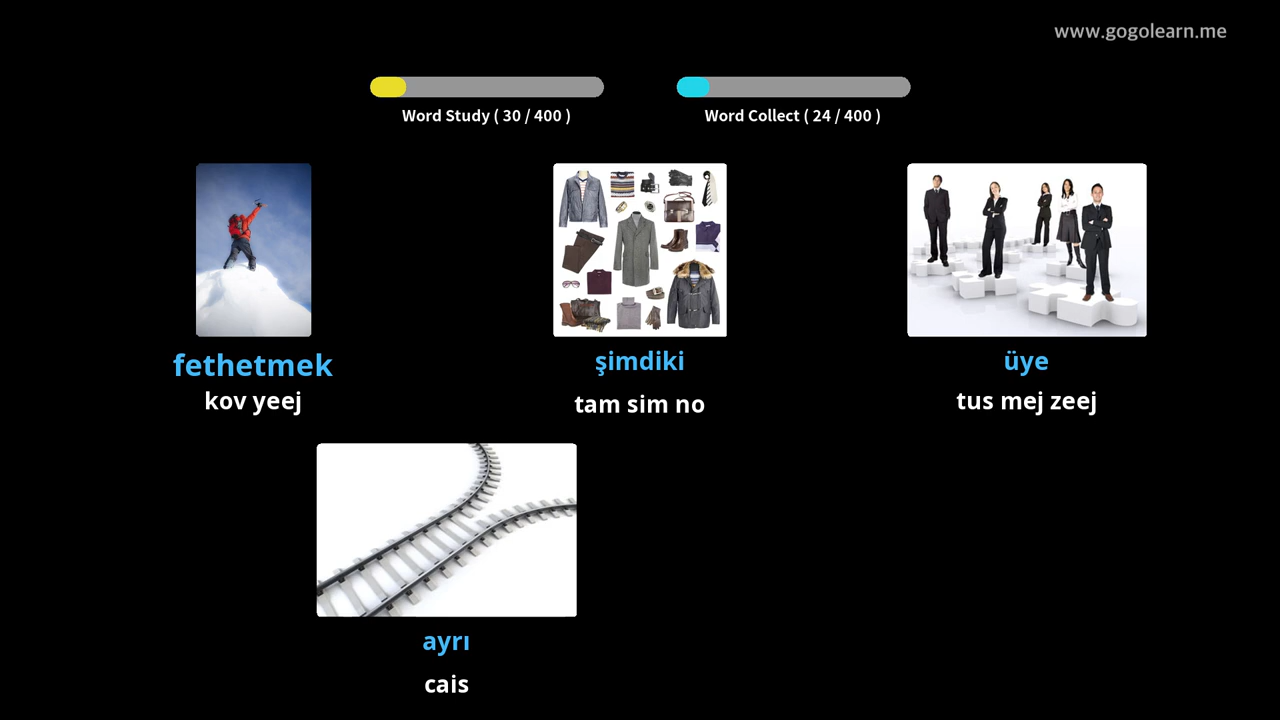 www.gogolearn.me
Word Study ( 30 / 400 )
Word Collect ( 24 / 400 )
fethetmek
kov yeej
şimdiki
tam sim no
üye
tus mej zeej
ayrı
cais